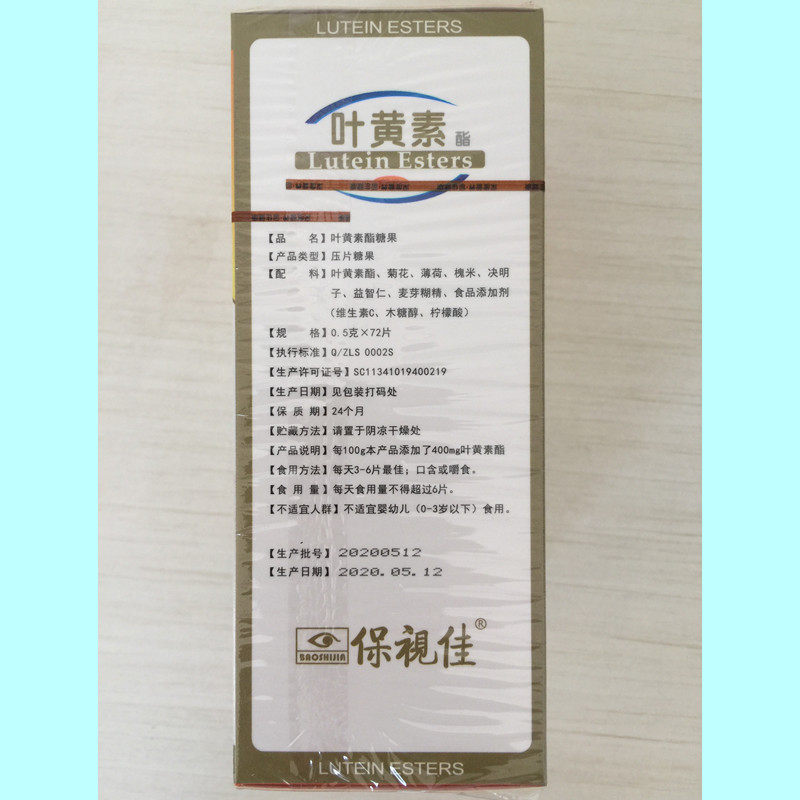 LUTEIN ESTERS
叶黄素酯
Lutein Esters
【品 名】叶黄素酯糖果
【产品类型】压片糖果
【配 料】叶黄素酯、菊花、薄荷、槐米、决明
子、益智仁、麦芽糊精、食品添加剂
（维生素C、木糖醇、柠檬酸）
【规 格】0.5克×72片
【执行标准】Q/ZLS 0002S
【生产许可证号】SC11341019400219
【生产日期】见包装打码处
【保 质 期】24个月
【贮藏方法】请置于阴凉干燥处
【产品说明】每100g本产品添加了400mg叶黄素酯
【食用方法】每天3-6片最佳；口含或嚼食。
【食 用 量】每天食用量不得超过6片。
【不适宜人群】不适宜婴幼儿（0-3岁以下）食用。
【生产批号】20200512
【生产日期】2020.05.12
BAOSHIJIA 保視佳®
LUTEIN ESTERS